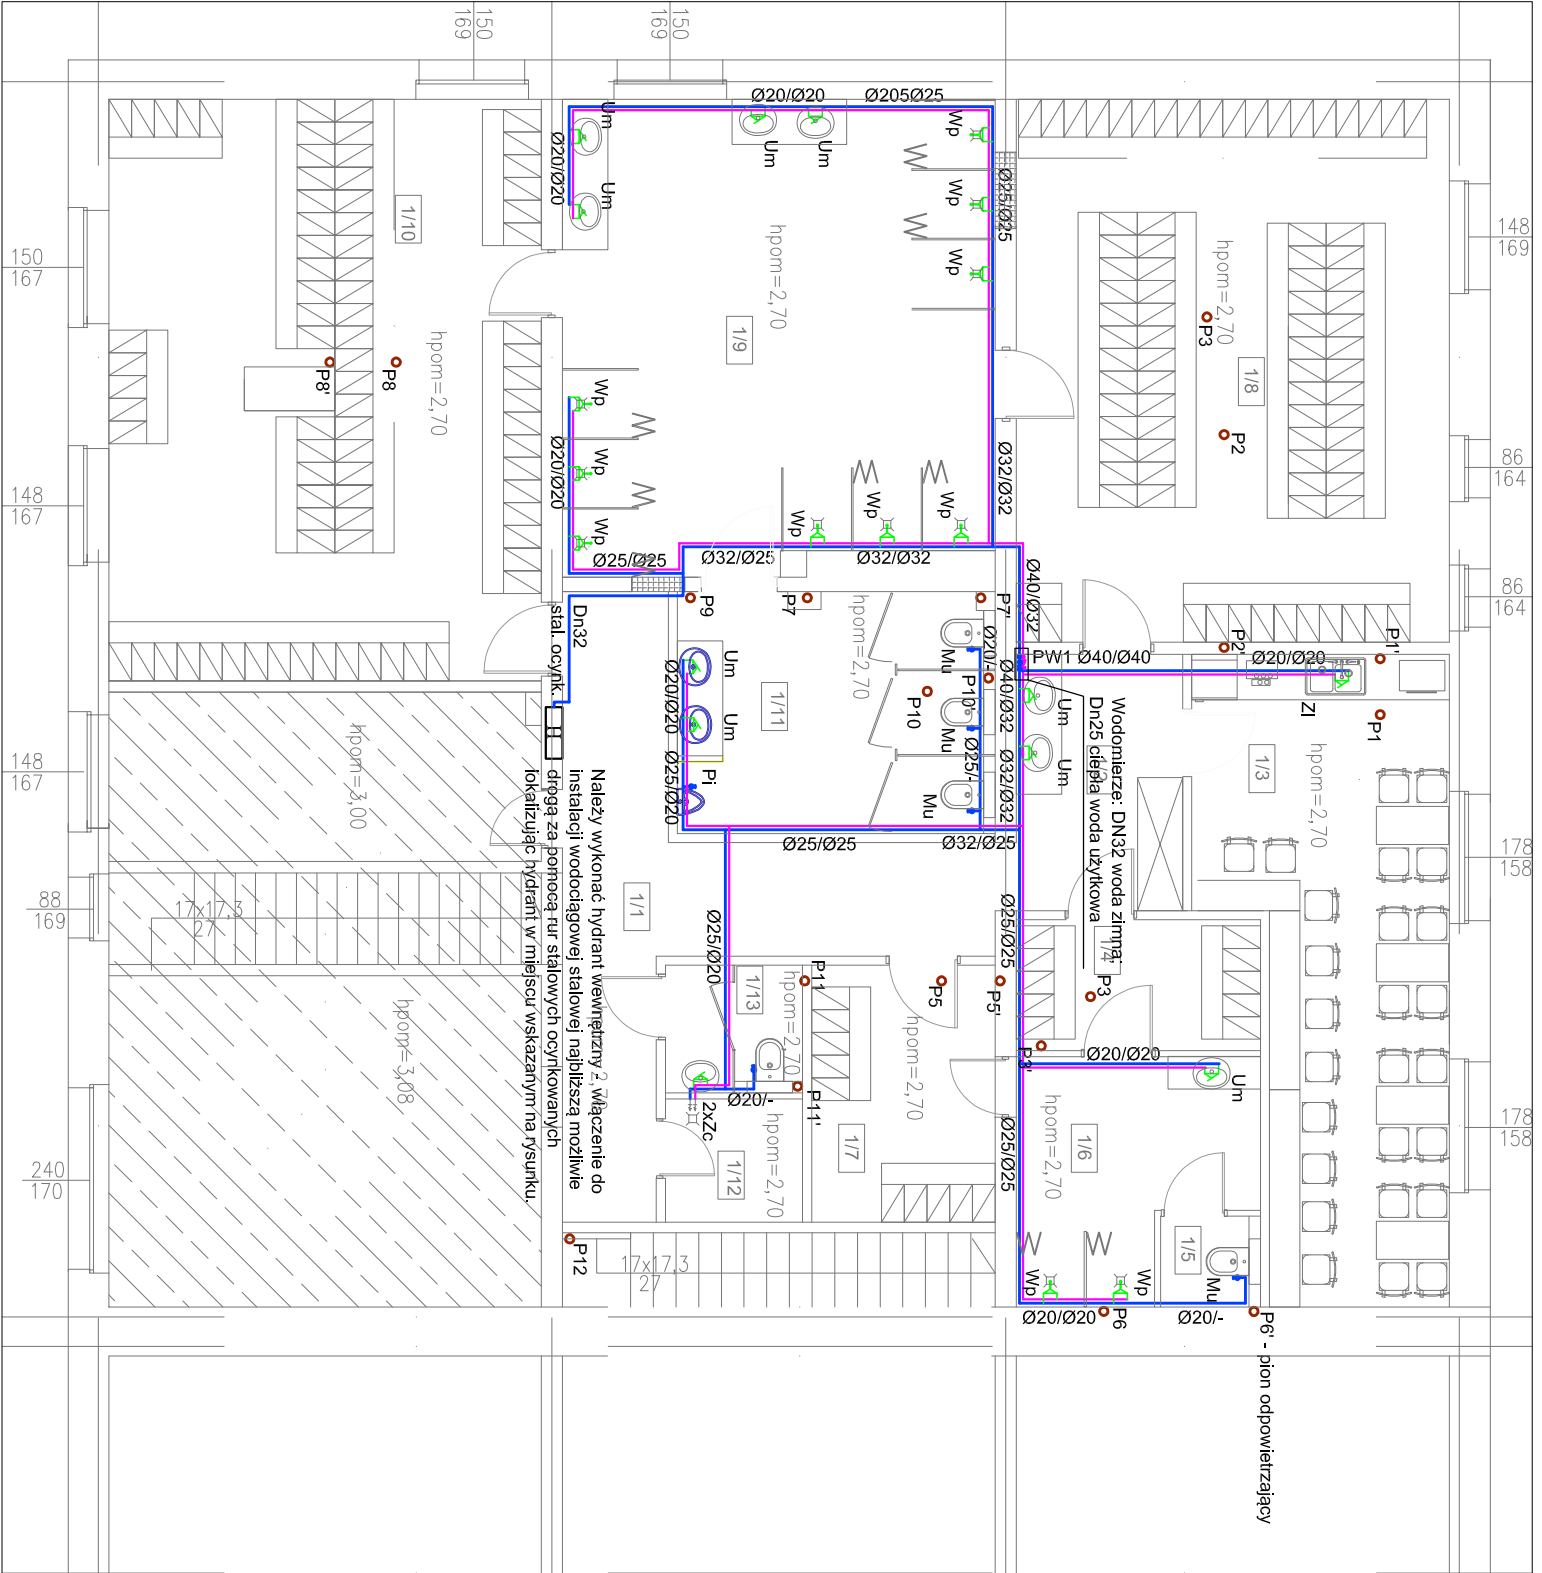 150
169
150
169
Ø20/Ø20
Ø205Ø25
Um
Um
Um
Um
Ø20/Ø20
Wp
Wp
Wp
Ø25/Ø25
1/10
hpom=2,70
hpom=2,70
1/9
hpom=2,70
P3
1/8
P2
148
169
86
164
86
164
150
167
148
167
148
167
88
169
240
170
P8'
P8
Wp
Wp
Wp
Ø20/Ø20
Ø25/Ø25
Wp
Wp
Wp
Ø32/Ø32
Ø32/Ø25
Ø32/Ø32
Ø40/Ø32
Dn32
stal. ocynk.
P9
P7
P7'
hpom=2,70
Um
Um
Ø20/Ø20
Ø25/Ø20
Pi
1/11
P10
P10'
Mu
Mu
Mu
Ø20/-
Ø25/-
Ø40/Ø32
Ø32/Ø32
PW1 Ø40/Ø40
P2'
Ø20/Ø20
P1'
P1
Zl
Um
Um
1/2
1/3
hpom=2,70
Wodomierze: DN32 woda zimna,
Dn25 ciepła woda użytkowa
178
158
178
158
hpom=3,00
17x17,3
27
hpom=3,08
Należy wykonać hydrant wewnętrzny - włączenie do
instalacji wodociągowej stalowej najbliższą możliwie
drogą za pomocą rur stalowych ocynkowanych
lokalizując hydrant w miejscu wskazanym na rysunku.
1/1
Ø25/Ø25
Ø32/Ø25
Ø25/Ø20
Ø25/Ø25
1/13
hpom=2,70
P11
P5
P5'
1/4
P3
P3'
Ø20/Ø20
Um
2xZc
Ø20/-
P11'
hpom=2,70
1/12
1/7
hpom=2,70
Ø25/Ø25
hpom=2,70
1/6
1/5
Mu
Wp
Wp
Ø20/Ø20
P6
Ø20/-
P6' - pion odpowietrzający
P12
17x17,3
27